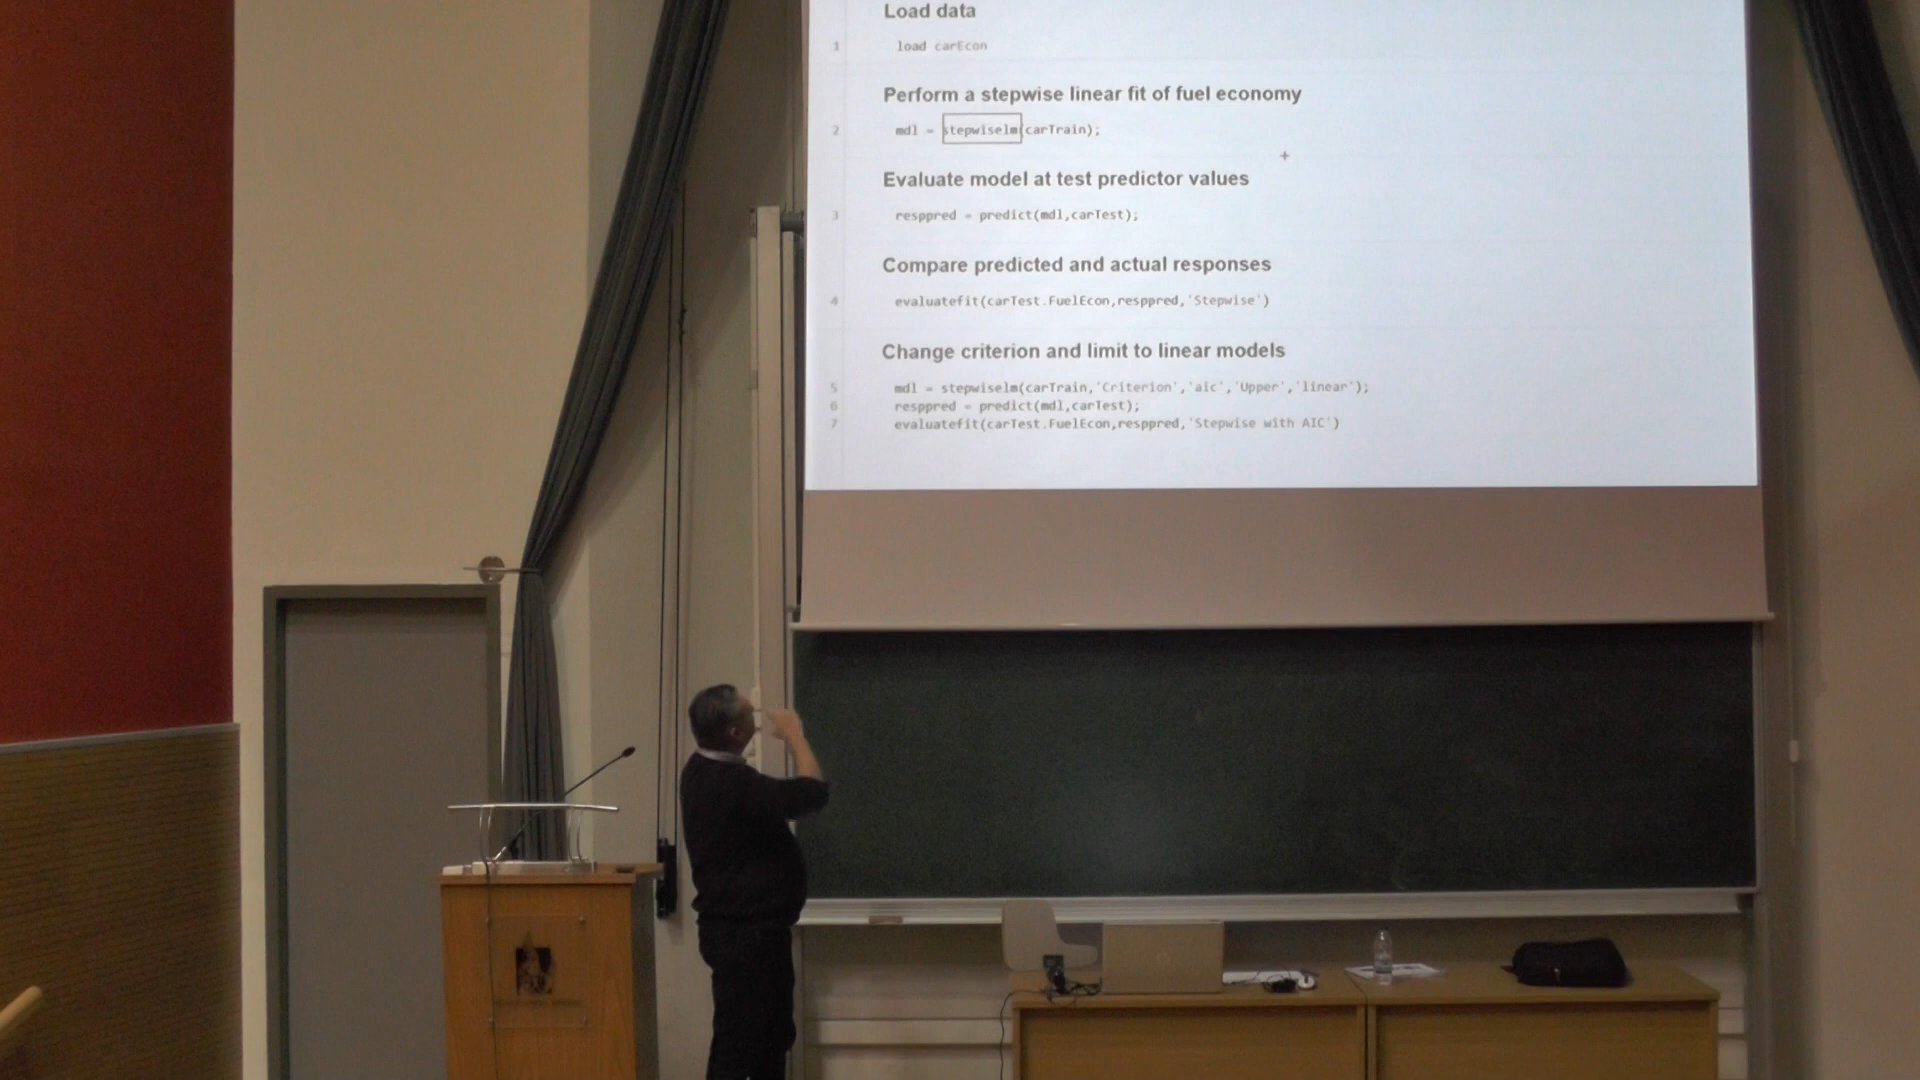 Load data
1 load carEcon
Perform a stepwise linear fit of fuel economy
2 mdl = stepwiselm(carTrain);
Evaluate model at test predictor values
3 resppred = predict(mdl,carTest);
Compare predicted and actual responses
4 evaluatefit(carTest.FuelEcon,resppred,'Stepwise')
Change criterion and limit to linear models
5 mdl = stepwiselm(carTrain,'Criterion','aic','Upper','linear');
6 resppred = predict(mdl,carTest);
7 evaluatefit(carTest.FuelEcon,resppred,'Stepwise with AIC')